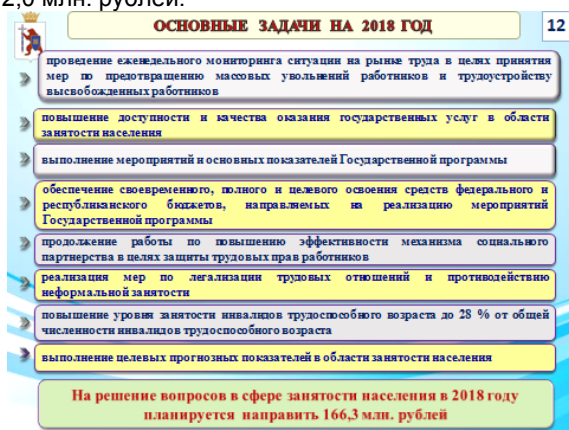 2,0 млн. рублей.
ОСНОВНЫЕ ЗАДАЧИ НА 2018 ГОД
12
проведение еженедельного мониторинга ситуации на рынке труда в целях принятия
мер по предотвращению массовых увольнений работников и трудоустройству
высвобожденных работников
повышение доступности и качества оказания государственных услуг в области
занятости населения
выполнение мероприятий и основных показателей Государственной программы
обеспечение своевременного, полного и целевого освоения средств федерального и
республиканского бюджетов, направляемых на реализацию мероприятий
Государственной программы
продолжение работы по повышению эффективности механизма социального
партнерства в целях защиты трудовых прав работников
реализация мер по легализации трудовых отношений и противодействию
неформальной занятости
повышение уровня занятости инвалидов трудоспособного возраста до 28 % от общей
численности инвалидов трудоспособного возраста
выполнение целевых прогнозных показателей в области занятости населения
На решение вопросов в сфере занятости населения в 2018 году
планируется направить 166,3 млн. рублей